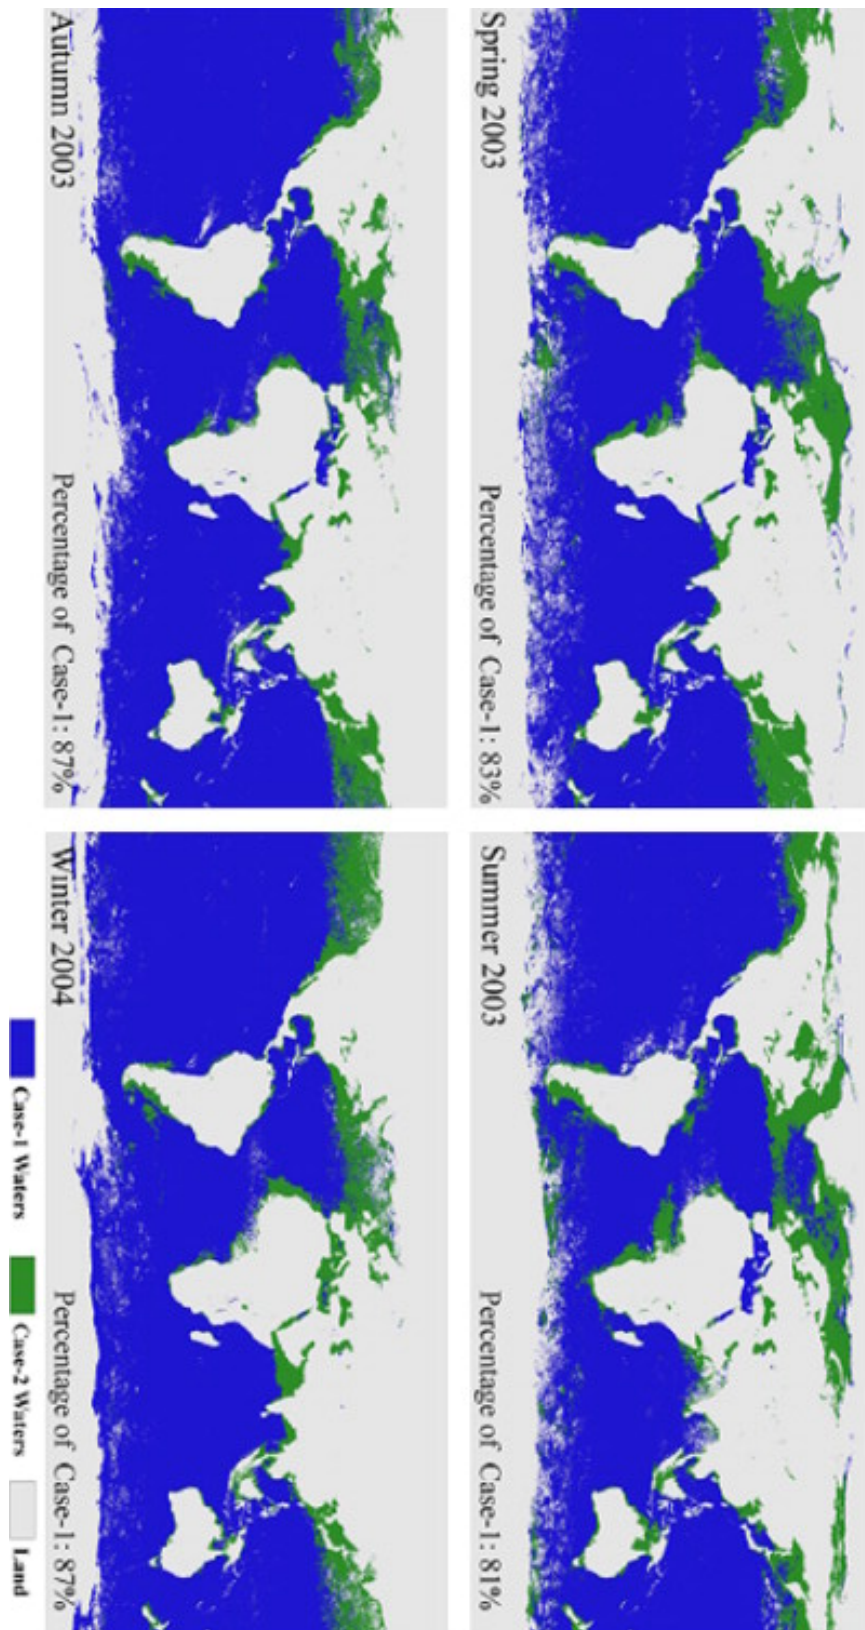 Spring 2003
Percentage of Case-1: 83%
Summer 2003
Percentage of Case-1: 81%
Autumn 2003
Percentage of Case-1: 87%
Winter 2004
Percentage of Case-1: 87%
Case-1 Waters
Case-2 Waters
Land